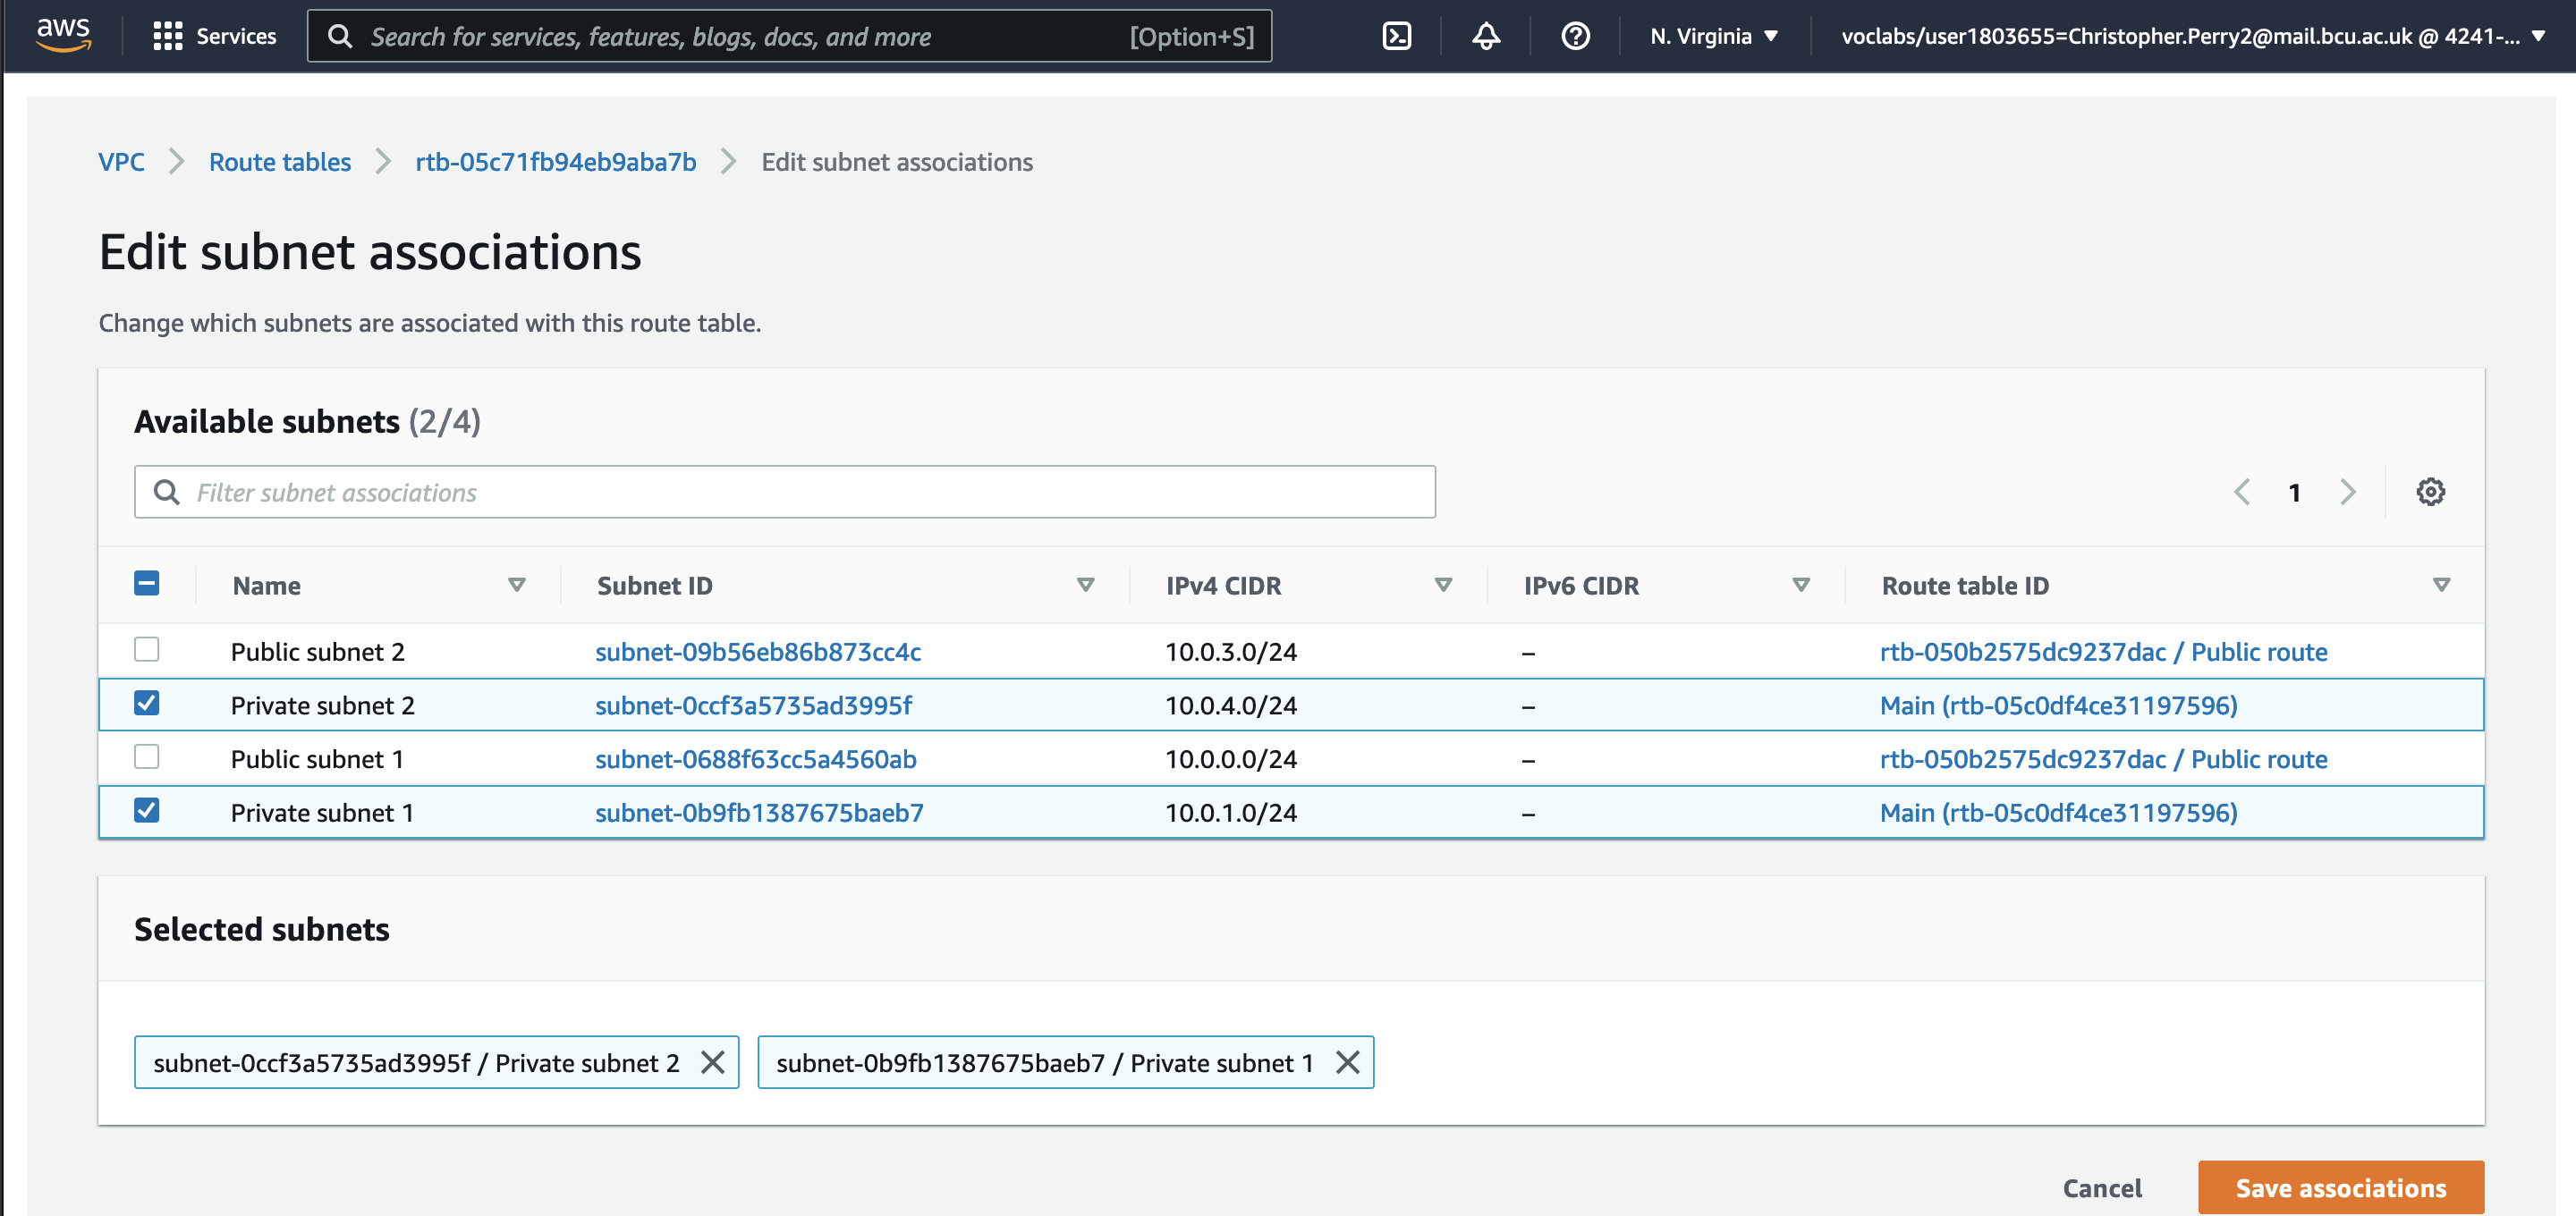 aws Services Search for services, features, blogs, docs, and more [Option+S] N. Virginia voclabs/user1803655=Christopher.Perry2@mail.bcu.ac.uk @ 4241-...
VPC Route tables rtb-05c71fb94eb9aba7b Edit subnet associations
Edit subnet associations
Change which subnets are associated with this route table.
Available subnets (2/4)
Filter subnet associations 1
Name Subnet ID IPv4 CIDR IPv6 CIDR Route table ID
Public subnet 2 subnet-09b56eb86b873cc4c 10.0.3.0/24 – rtb-050b2575dc9237dac / Public route
Private subnet 2 subnet-0ccf3a5735ad3995f 10.0.4.0/24 – Main (rtb-05c0df4ce31197596)
Public subnet 1 subnet-0688f63cc5a4560ab 10.0.0.0/24 – rtb-050b2575dc9237dac / Public route
Private subnet 1 subnet-0b9fb1387675baeb7 10.0.1.0/24 – Main (rtb-05c0df4ce31197596)
Selected subnets
subnet-0ccf3a5735ad3995f / Private subnet 2 subnet-0b9fb1387675baeb7 / Private subnet 1
Cancel Save associations